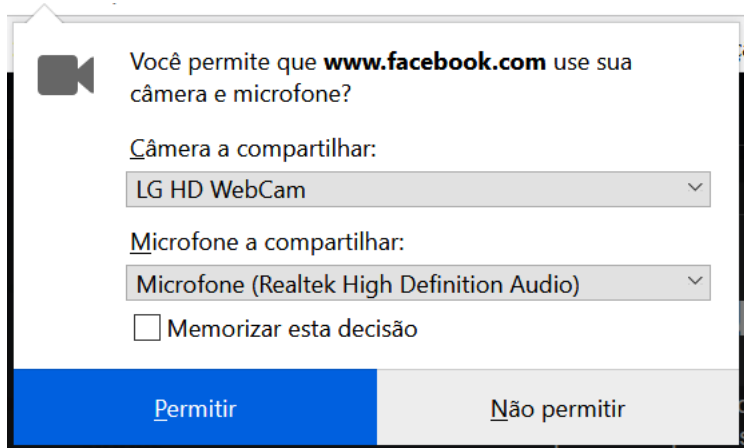 Você permite que www.facebook.com use sua
câmera e microfone?
Câmera a compartilhar:
LG HD WebCam
Microfone a compartilhar:
Microfone (Realtek High Definition Audio)
Memorizar esta decisão
Permitir
Não permitir